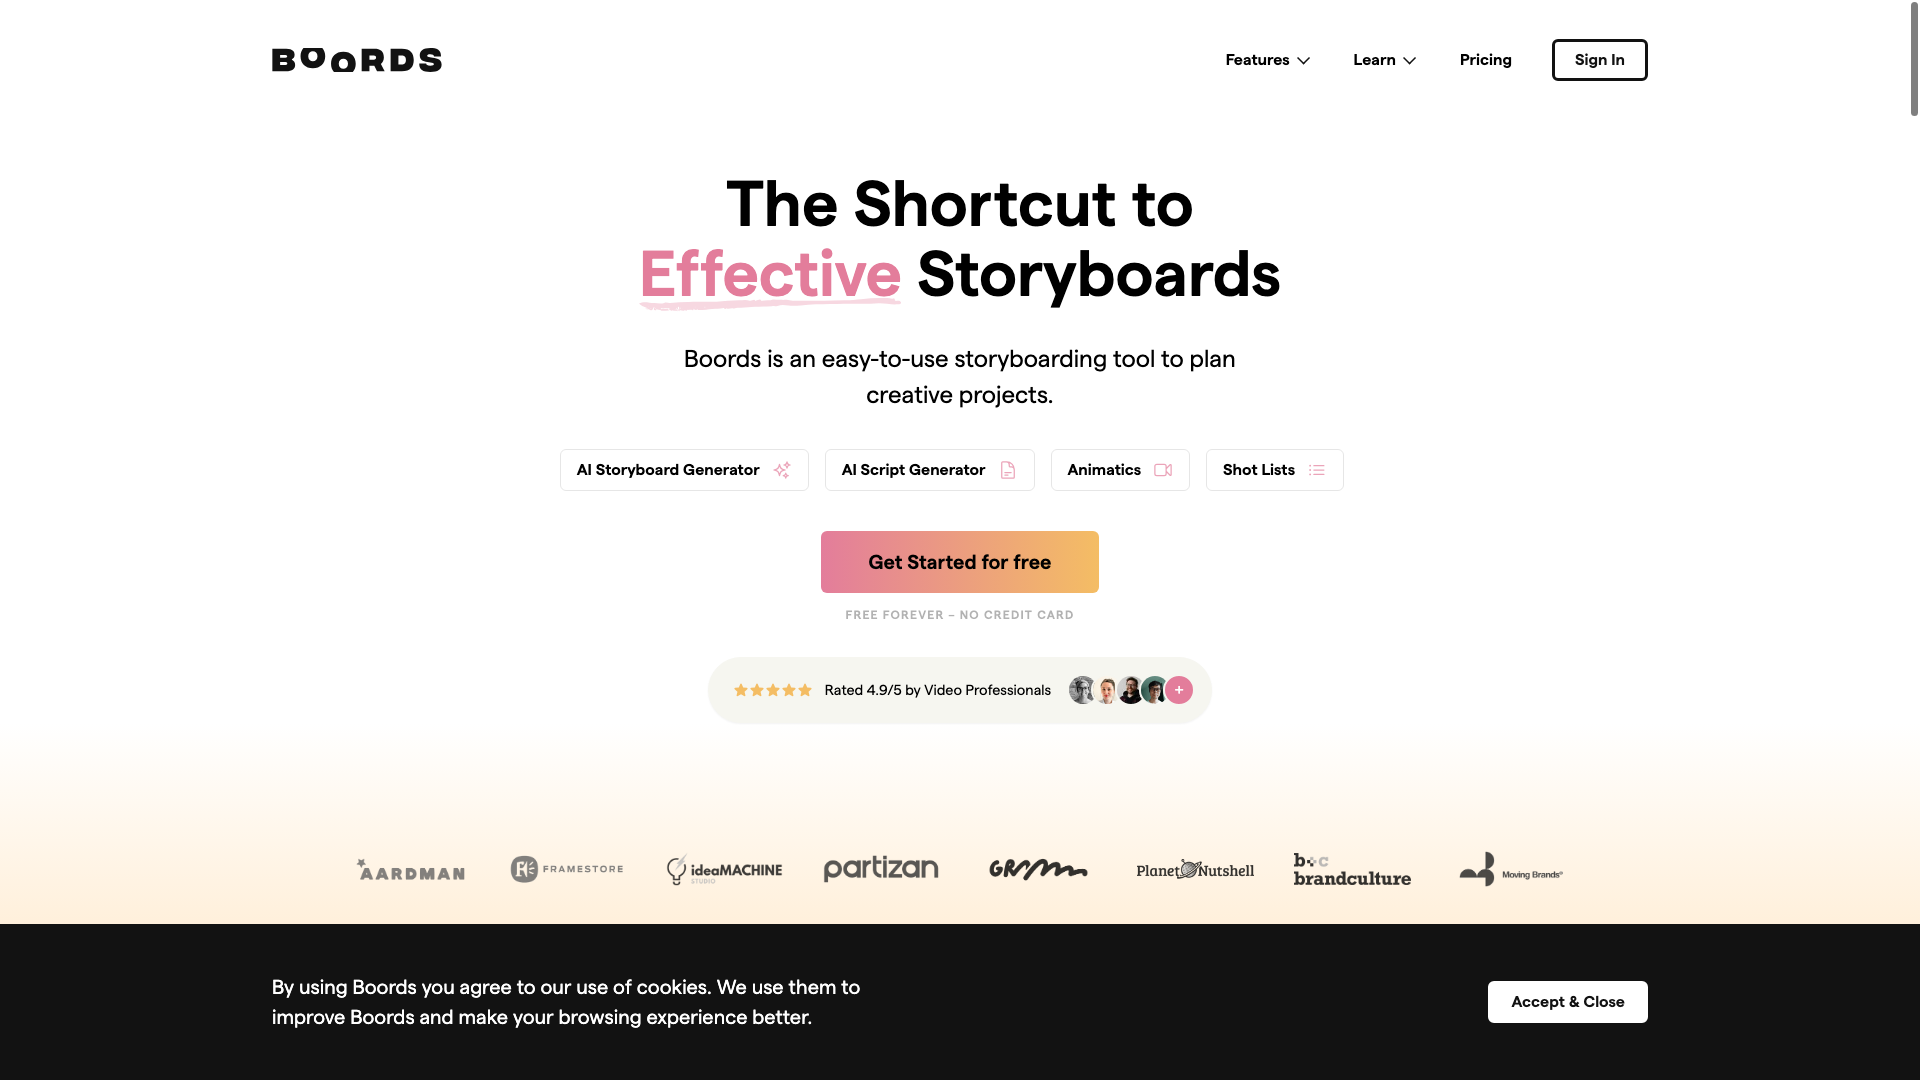 BOORDS
Features
Learn
Pricing
Sign In
The Shortcut to
Effective Storyboards
Boords is an easy-to-use storyboarding tool to plan
creative projects.
AI Storyboard Generator
AI Script Generator
Animatics
Shot Lists
Get Started for free
FREE FOREVER – NO CREDIT CARD
Rated 4.9/5 by Video Professionals
+
AARDMAN
FRAMESTORE
ideaMACHINE
STUDIO
partizan
Planet Nutshell
b+c
brandculture
Moving Brands®
By using Boords you agree to our use of cookies. We use them to
improve Boords and make your browsing experience better.
Accept & Close